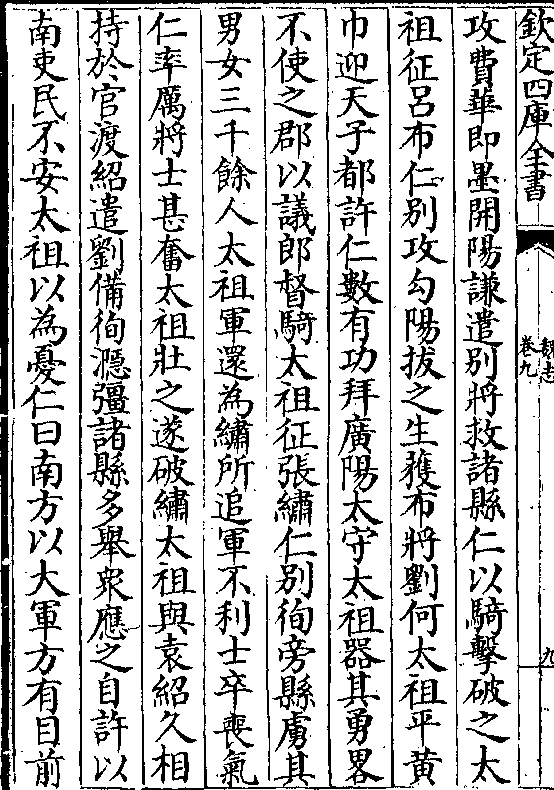 欽定四庫全書
魏志
卷九
九
攻費華即墨開陽謙遣别將救諸縣仁以騎擊破之太
祖征呂布仁别攻勾陽拔之生獲布將劉何太祖平黄
巾迎天子都許仁數有功拜廣陽太守太祖器其勇畧
不使之郡以議郎督騎太祖征張繡仁别徇旁縣虜其
男女三千餘人太祖軍還為繡所追軍不利士卒喪氣
仁率厲將士甚奮太祖壯之遂破繡太祖與袁紹久相
持於官渡紹遣劉備徇㶏彊諸縣多舉衆應之自許以
南吏民不安太祖以為憂仁曰南方以大軍方有目前